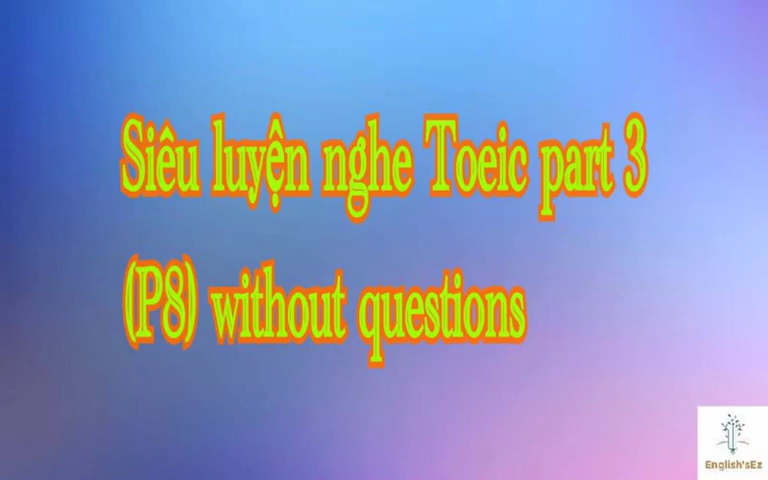 Siêu luyện nghe Toeic part 3
(P8) without questions
English'sEz